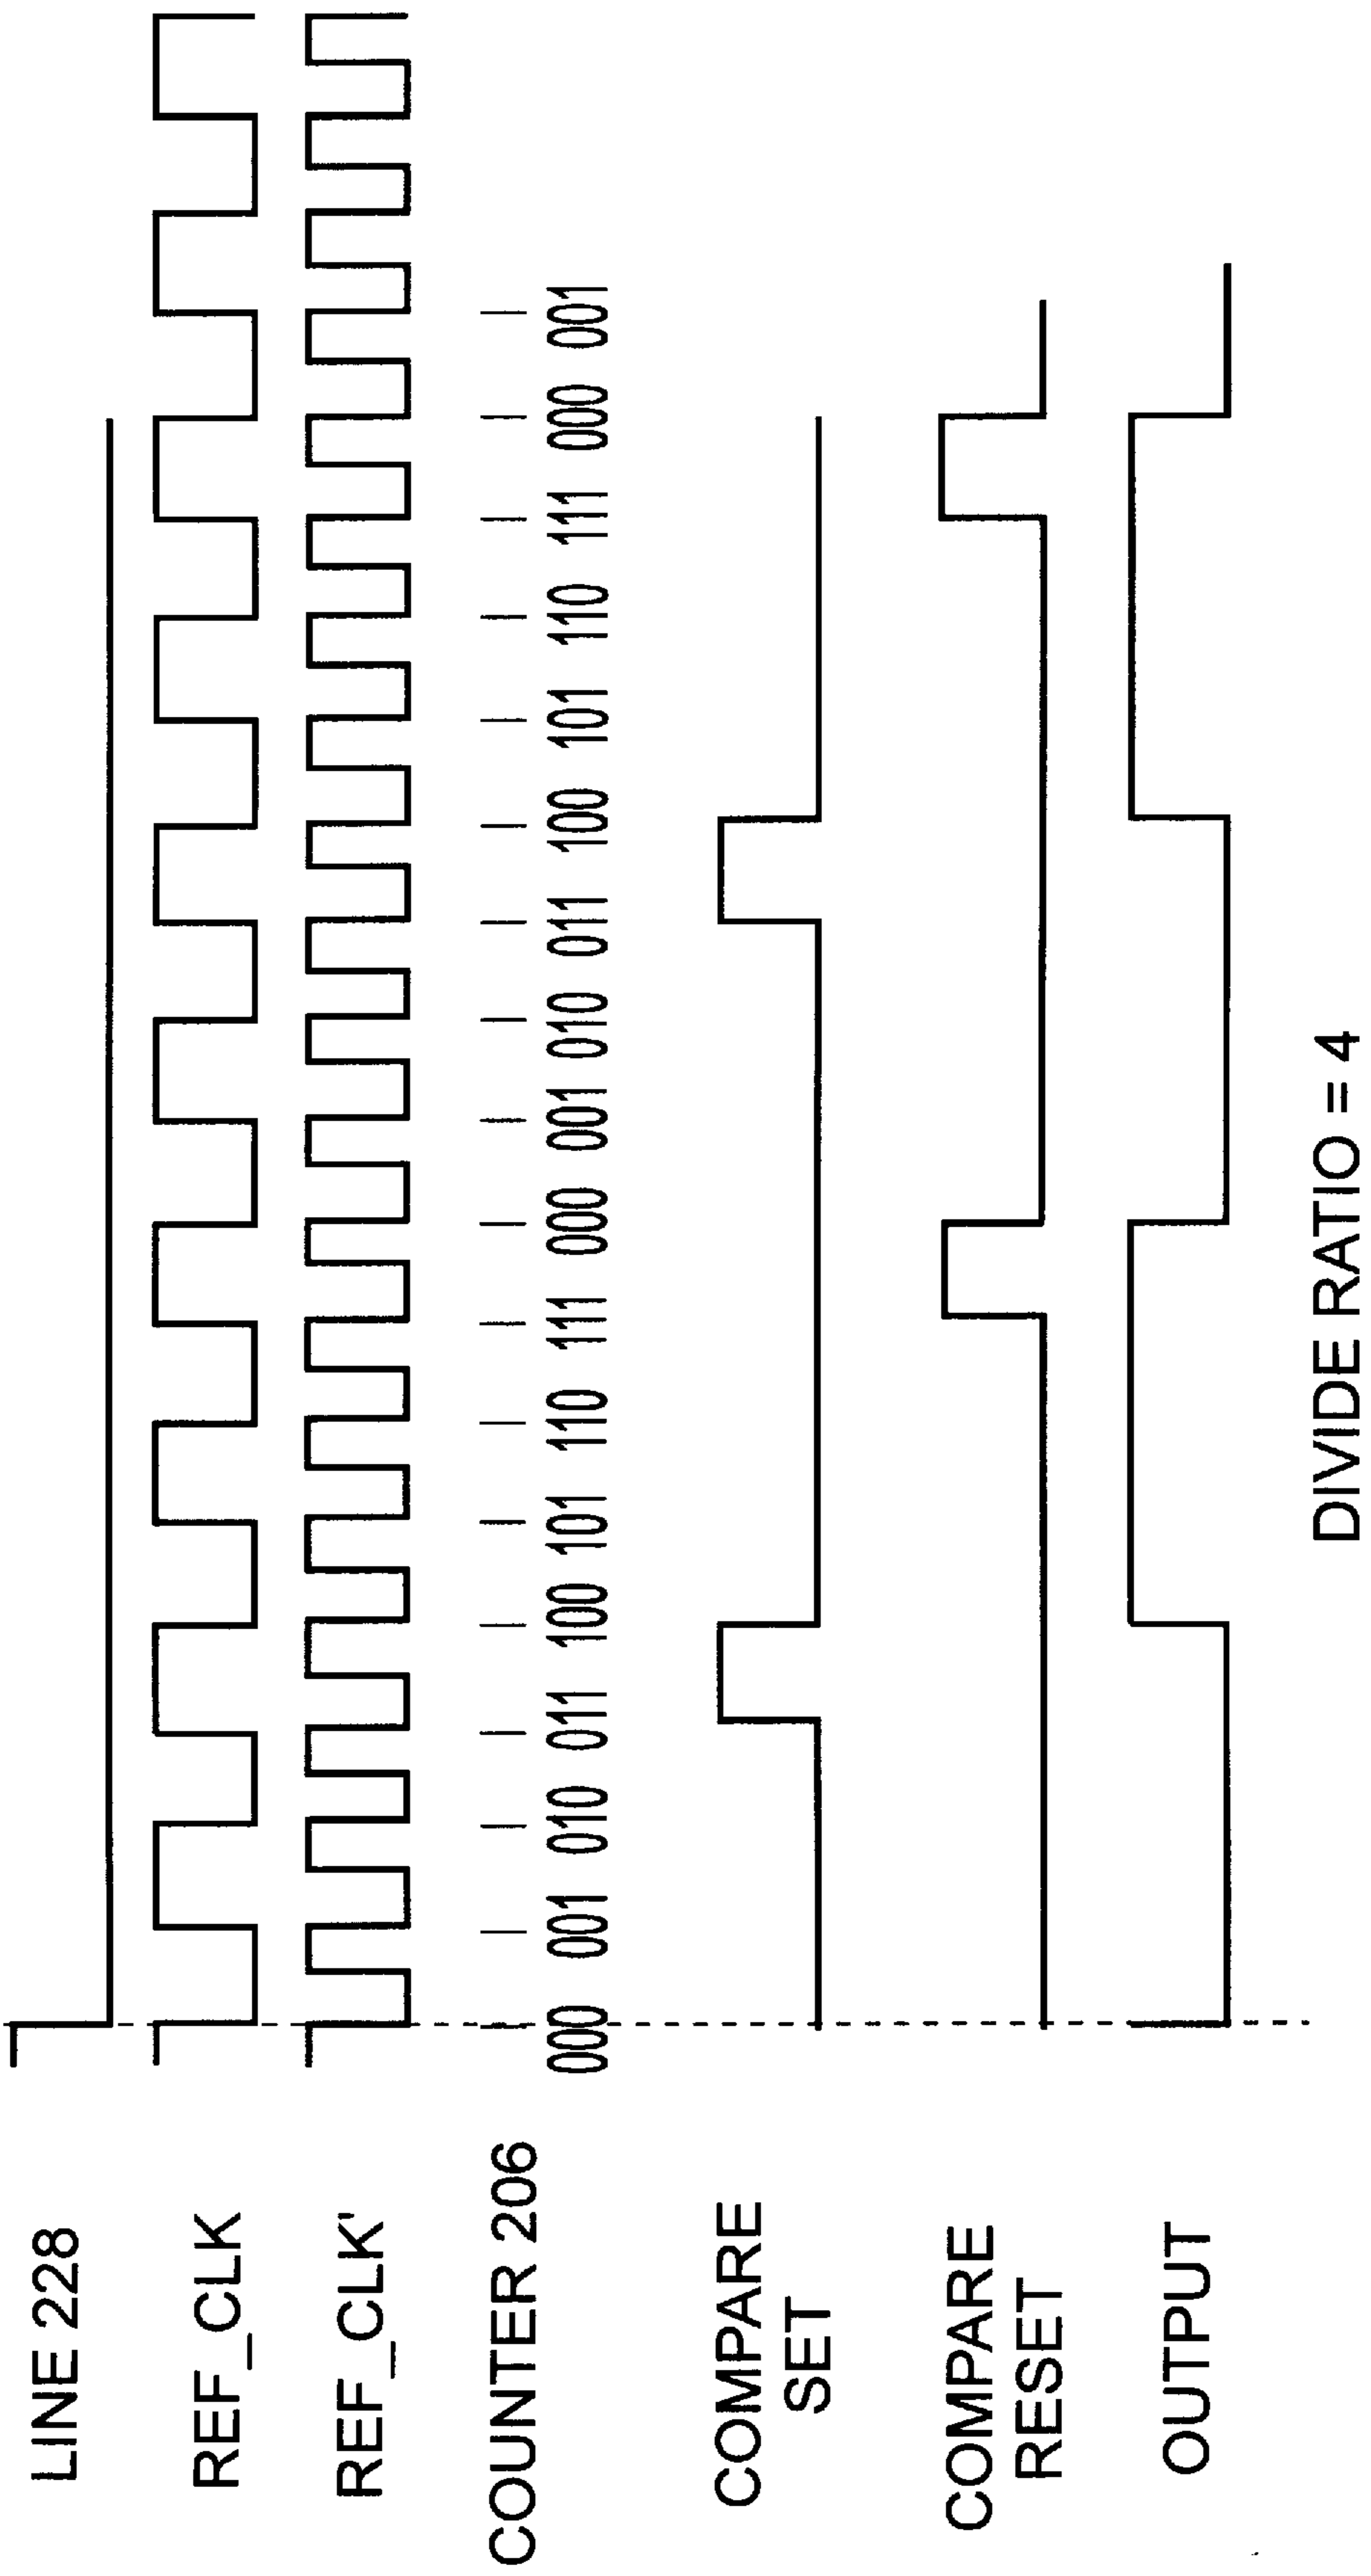 LINE 228
REF_CLK
REF_CLK'
COUNTER 206
000 001 010 011 100 101 110 111 000 001 010 011 100 101 110 111 000 001
COMPARE
SET
COMPARE
RESET
OUTPUT
DIVIDE RATIO = 4